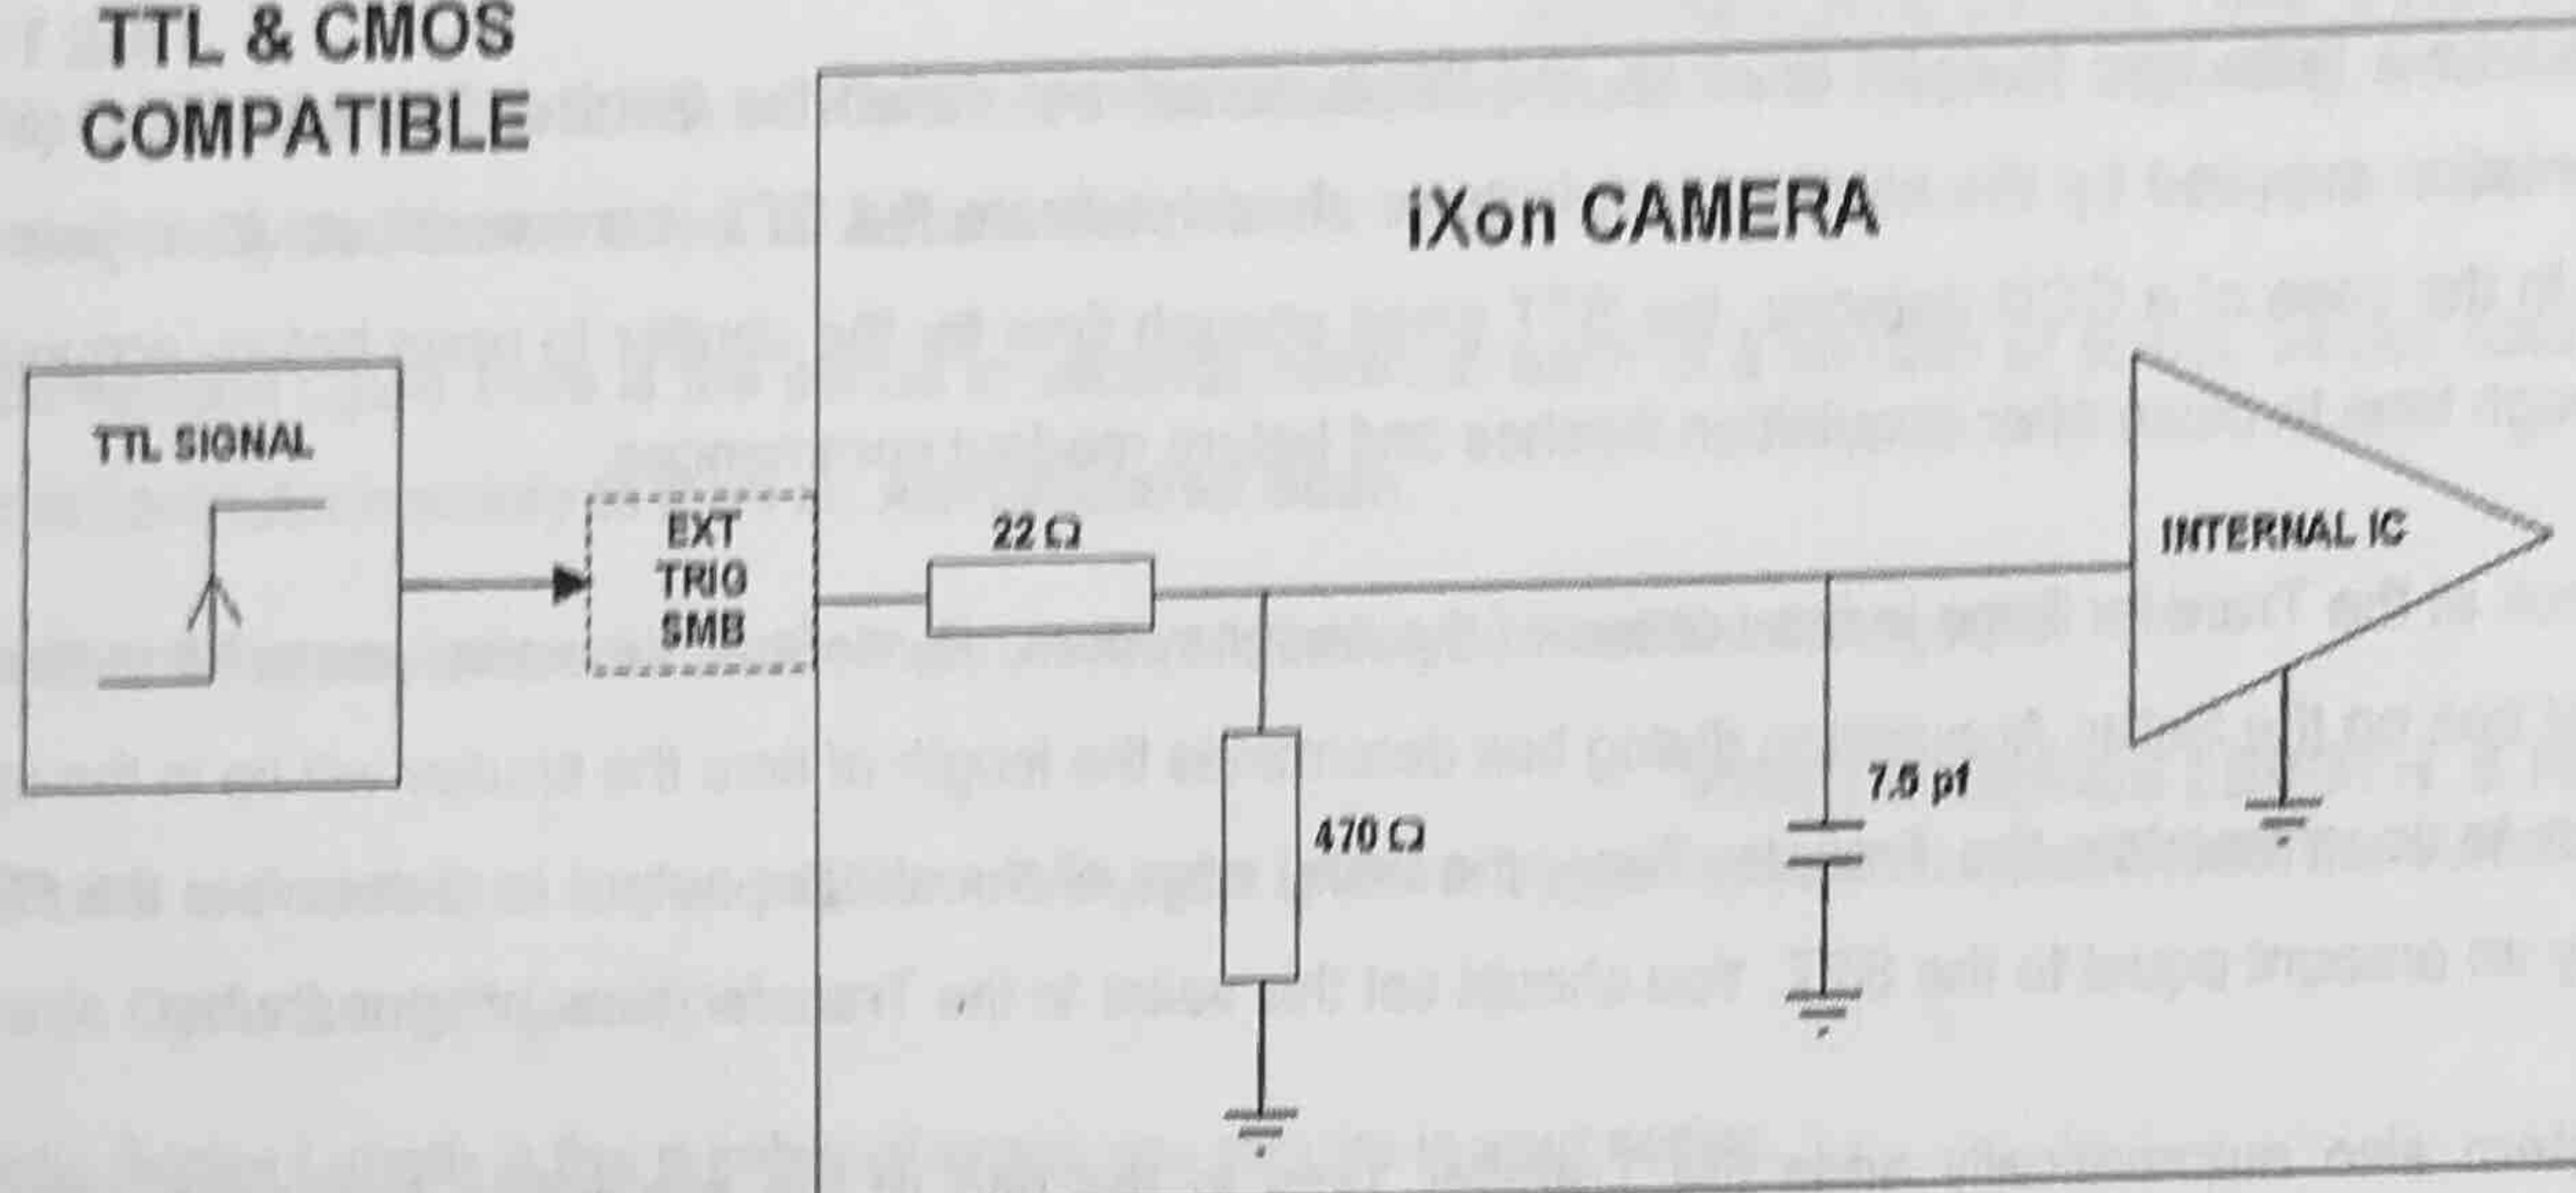 TTL & CMOS
COMPATIBLE
iXon CAMERA
TTL SIGNAL
EXT
TRIG
SMB
22 Ω
INTERNAL IC
470 Ω
7.5 pf